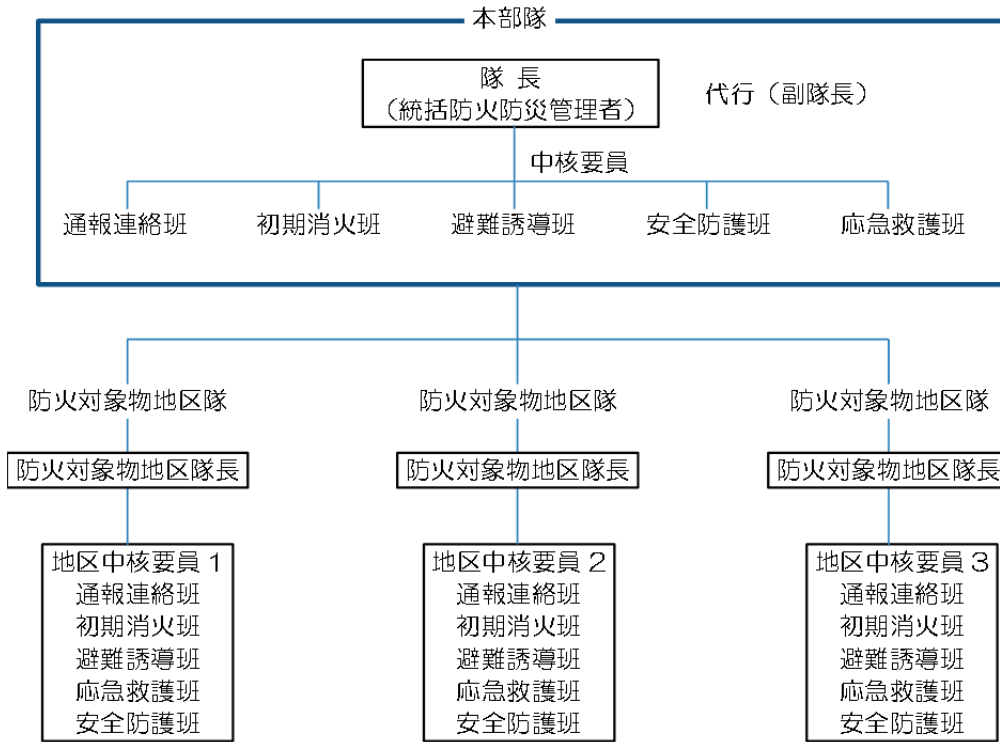 本部隊
隊 長
(統括防火防災管理者)
代行(副隊長)
中核要員
通報連絡班
初期消火班
避難誘導班
安全防護班
応急救護班
防火対象物地区隊
防火対象物地区隊
防火対象物地区隊
防火対象物地区隊長
防火対象物地区隊長
防火対象物地区隊長
地区中核要員1
通報連絡班
初期消火班
避難誘導班
応急救護班
安全防護班
地区中核要員2
通報連絡班
初期消火班
避難誘導班
応急救護班
安全防護班
地区中核要員3
通報連絡班
初期消火班
避難誘導班
応急救護班
安全防護班